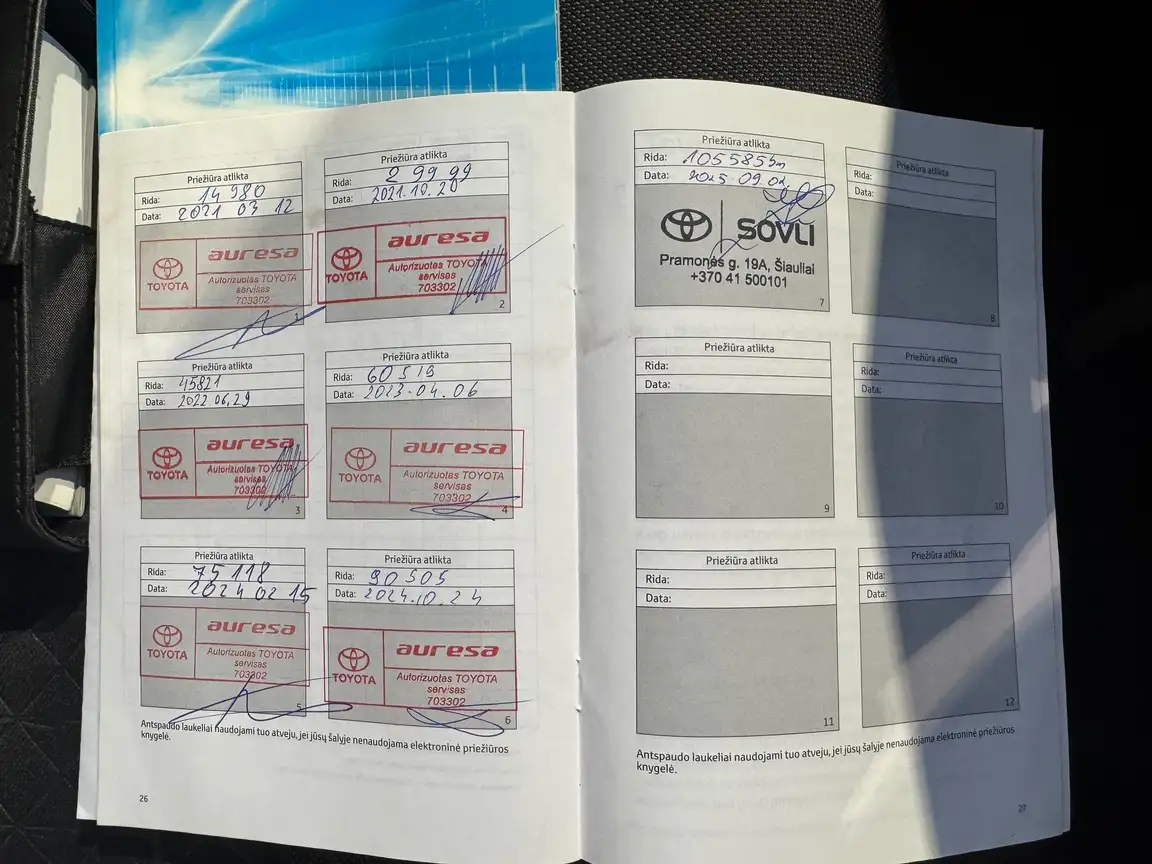 Priežiūra atlikta
Rida: 14 980
Data: 2021 03 12
TOYOTA
auresa
Autorizuotas TOYOTA
servisas
703302
1
Priežiūra atlikta
Rida: 29999
Data: 2021.10.20
TOYOTA
auresa
Autorizuotas TOYOTA
servisas
703302
2
Priežiūra atlikta
Rida: 45821
Data: 2022.06.29
TOYOTA
auresa
Autorizuotas TOYOTA
servisas
703302
3
Priežiūra atlikta
Rida: 60518
Data: 2023.04.06
TOYOTA
auresa
Autorizuotas TOYOTA
servisas
703302
4
Priežiūra atlikta
Rida: 75 118
Data: 2024 02 15
TOYOTA
auresa
Autorizuotas TOYOTA
servisas
703302
5
Priežiūra atlikta
Rida: 90505
Data: 2024.10.24
TOYOTA
auresa
Autorizuotas TOYOTA
servisas
703302
6
Antspaudo laukeliai naudojami tuo atveju, jei jūsų šalyje nenaudojama elektroninė priežiūros
knygelė.
26
Priežiūra atlikta
Rida:
Data: 2025.09.02
SOVLI
Pramonės g. 19A, Šiauliai
+370 41 500101
7
Priežiūra atlikta
Rida:
Data:
8
Priežiūra atlikta
Rida:
Data:
9
Priežiūra atlikta
Rida:
Data:
10
Priežiūra atlikta
Rida:
Data:
11
Priežiūra atlikta
Rida:
Data:
12
Antspaudo laukeliai naudojami tuo atveju, jei jūsų šalyje nenaudojama elektroninė priežiūros
knygelė.
27